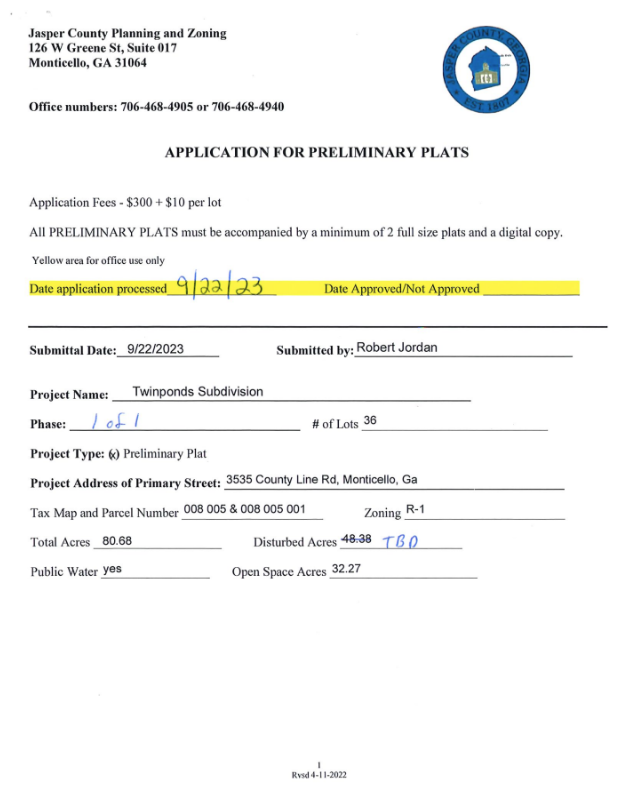 Jasper County Planning and Zoning
126 W Greene St, Suite 017
Monticello, GA 31064
JASPER COUNTY, GEORGIA
EST 1807
Office numbers: 706-468-4905 or 706-468-4940
APPLICATION FOR PRELIMINARY PLATS
Application Fees - $300 + $10 per lot
All PRELIMINARY PLATS must be accompanied by a minimum of 2 full size plats and a digital copy.
Yellow area for office use only
Date application processed 9/22/23 Date Approved/Not Approved
Submittal Date: 9/22/2023 Submitted by: Robert Jordan
Project Name: Twinponds Subdivision
Phase: 1 of 1 # of Lots 36
Project Type: (x) Preliminary Plat
Project Address of Primary Street: 3535 County Line Rd, Monticello, Ga
Tax Map and Parcel Number 008 005 & 008 005 001 Zoning R-1
Total Acres 80.68 Disturbed Acres 48.38 TBD
Public Water yes Open Space Acres 32.27
1
Rvsd 4-11-2022